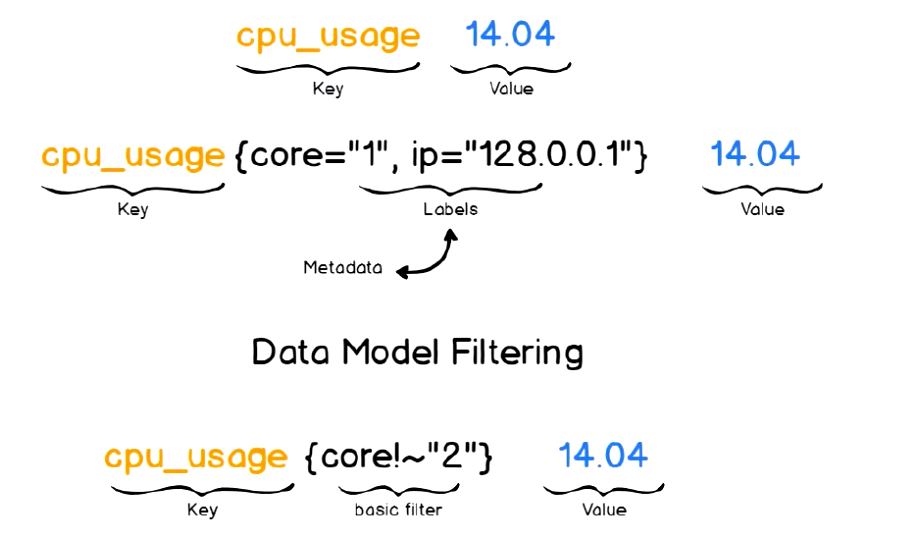 cpu_usage 14.04
Key Value
cpu_usage {core="1", ip="128.0.0.1"} 14.04
Key Labels Value
Metadata
Data Model Filtering
cpu_usage {core!~"2"} 14.04
Key basic filter Value